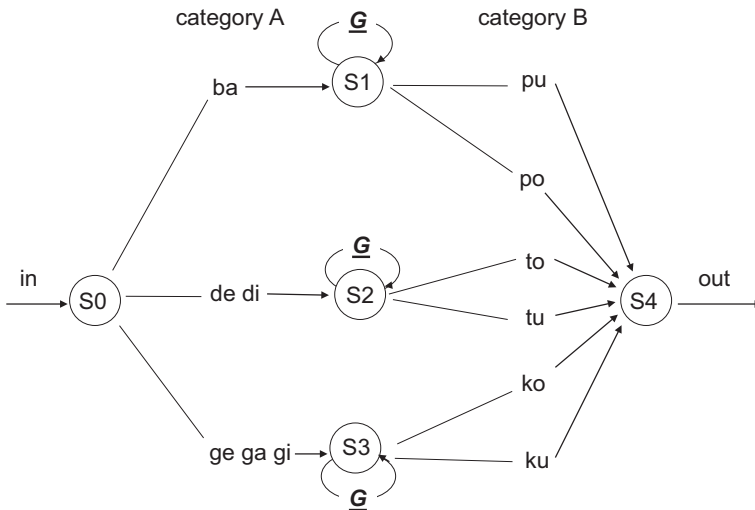 category A
G
category B
S1
ba
pu
po
G
in
to
out
S0
de di
S2
S4
tu
ko
S3
ge ga gi
ku
G